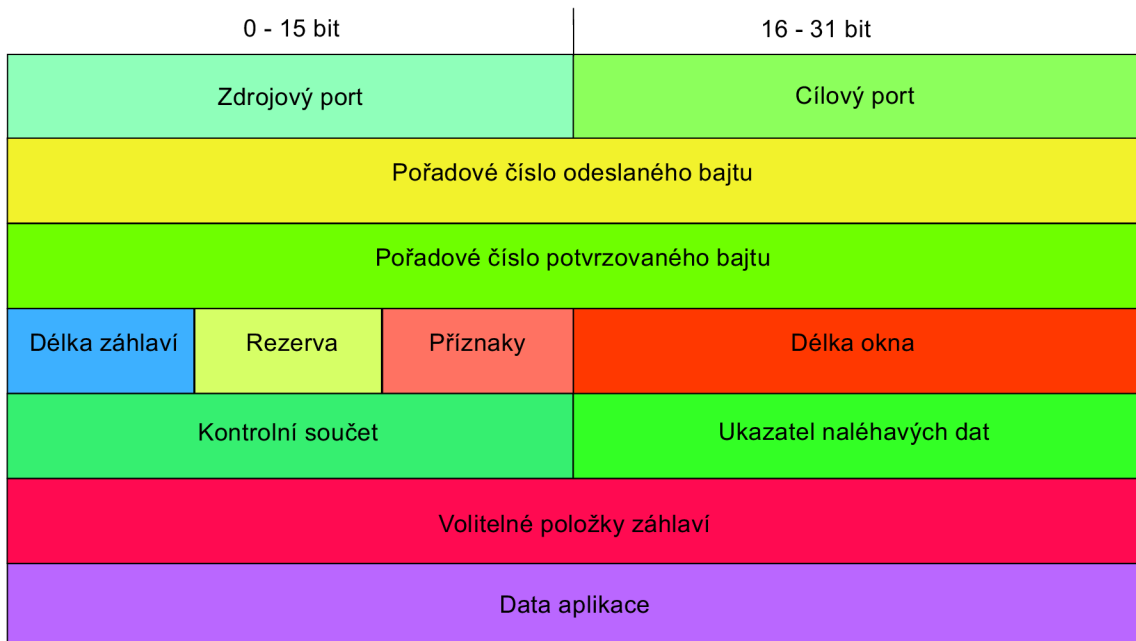 0 - 15 bit
16 - 31 bit
Zdrojový port
Cílový port
Pořadové číslo odeslaného bajtu
Pořadové číslo potvrzovaného bajtu
Délka záhlaví
Rezerva
Příznaky
Délka okna
Kontrolní součet
Ukazatel naléhavých dat
Volitelné položky záhlaví
Data aplikace